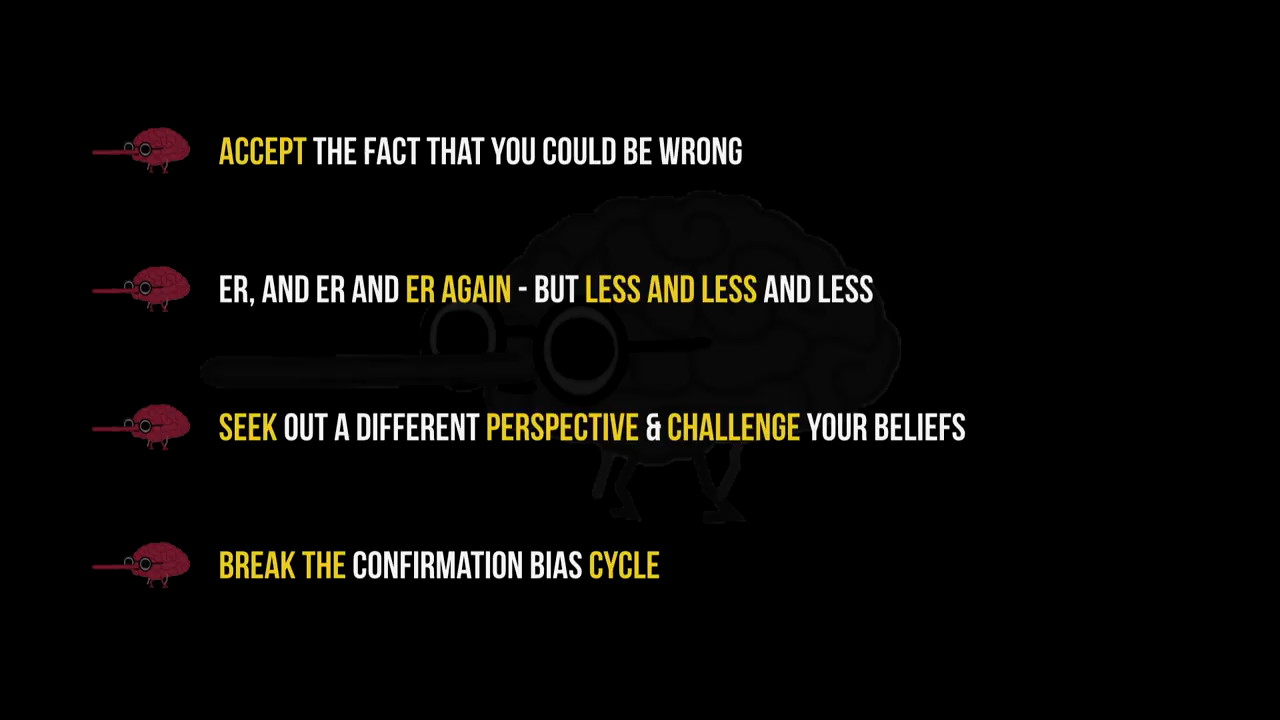 ACCEPT THE FACT THAT YOU COULD BE WRONG
ER, AND ER AND ER AGAIN - BUT LESS AND LESS AND LESS
SEEK OUT A DIFFERENT PERSPECTIVE & CHALLENGE YOUR BELIEFS
BREAK THE CONFIRMATION BIAS CYCLE